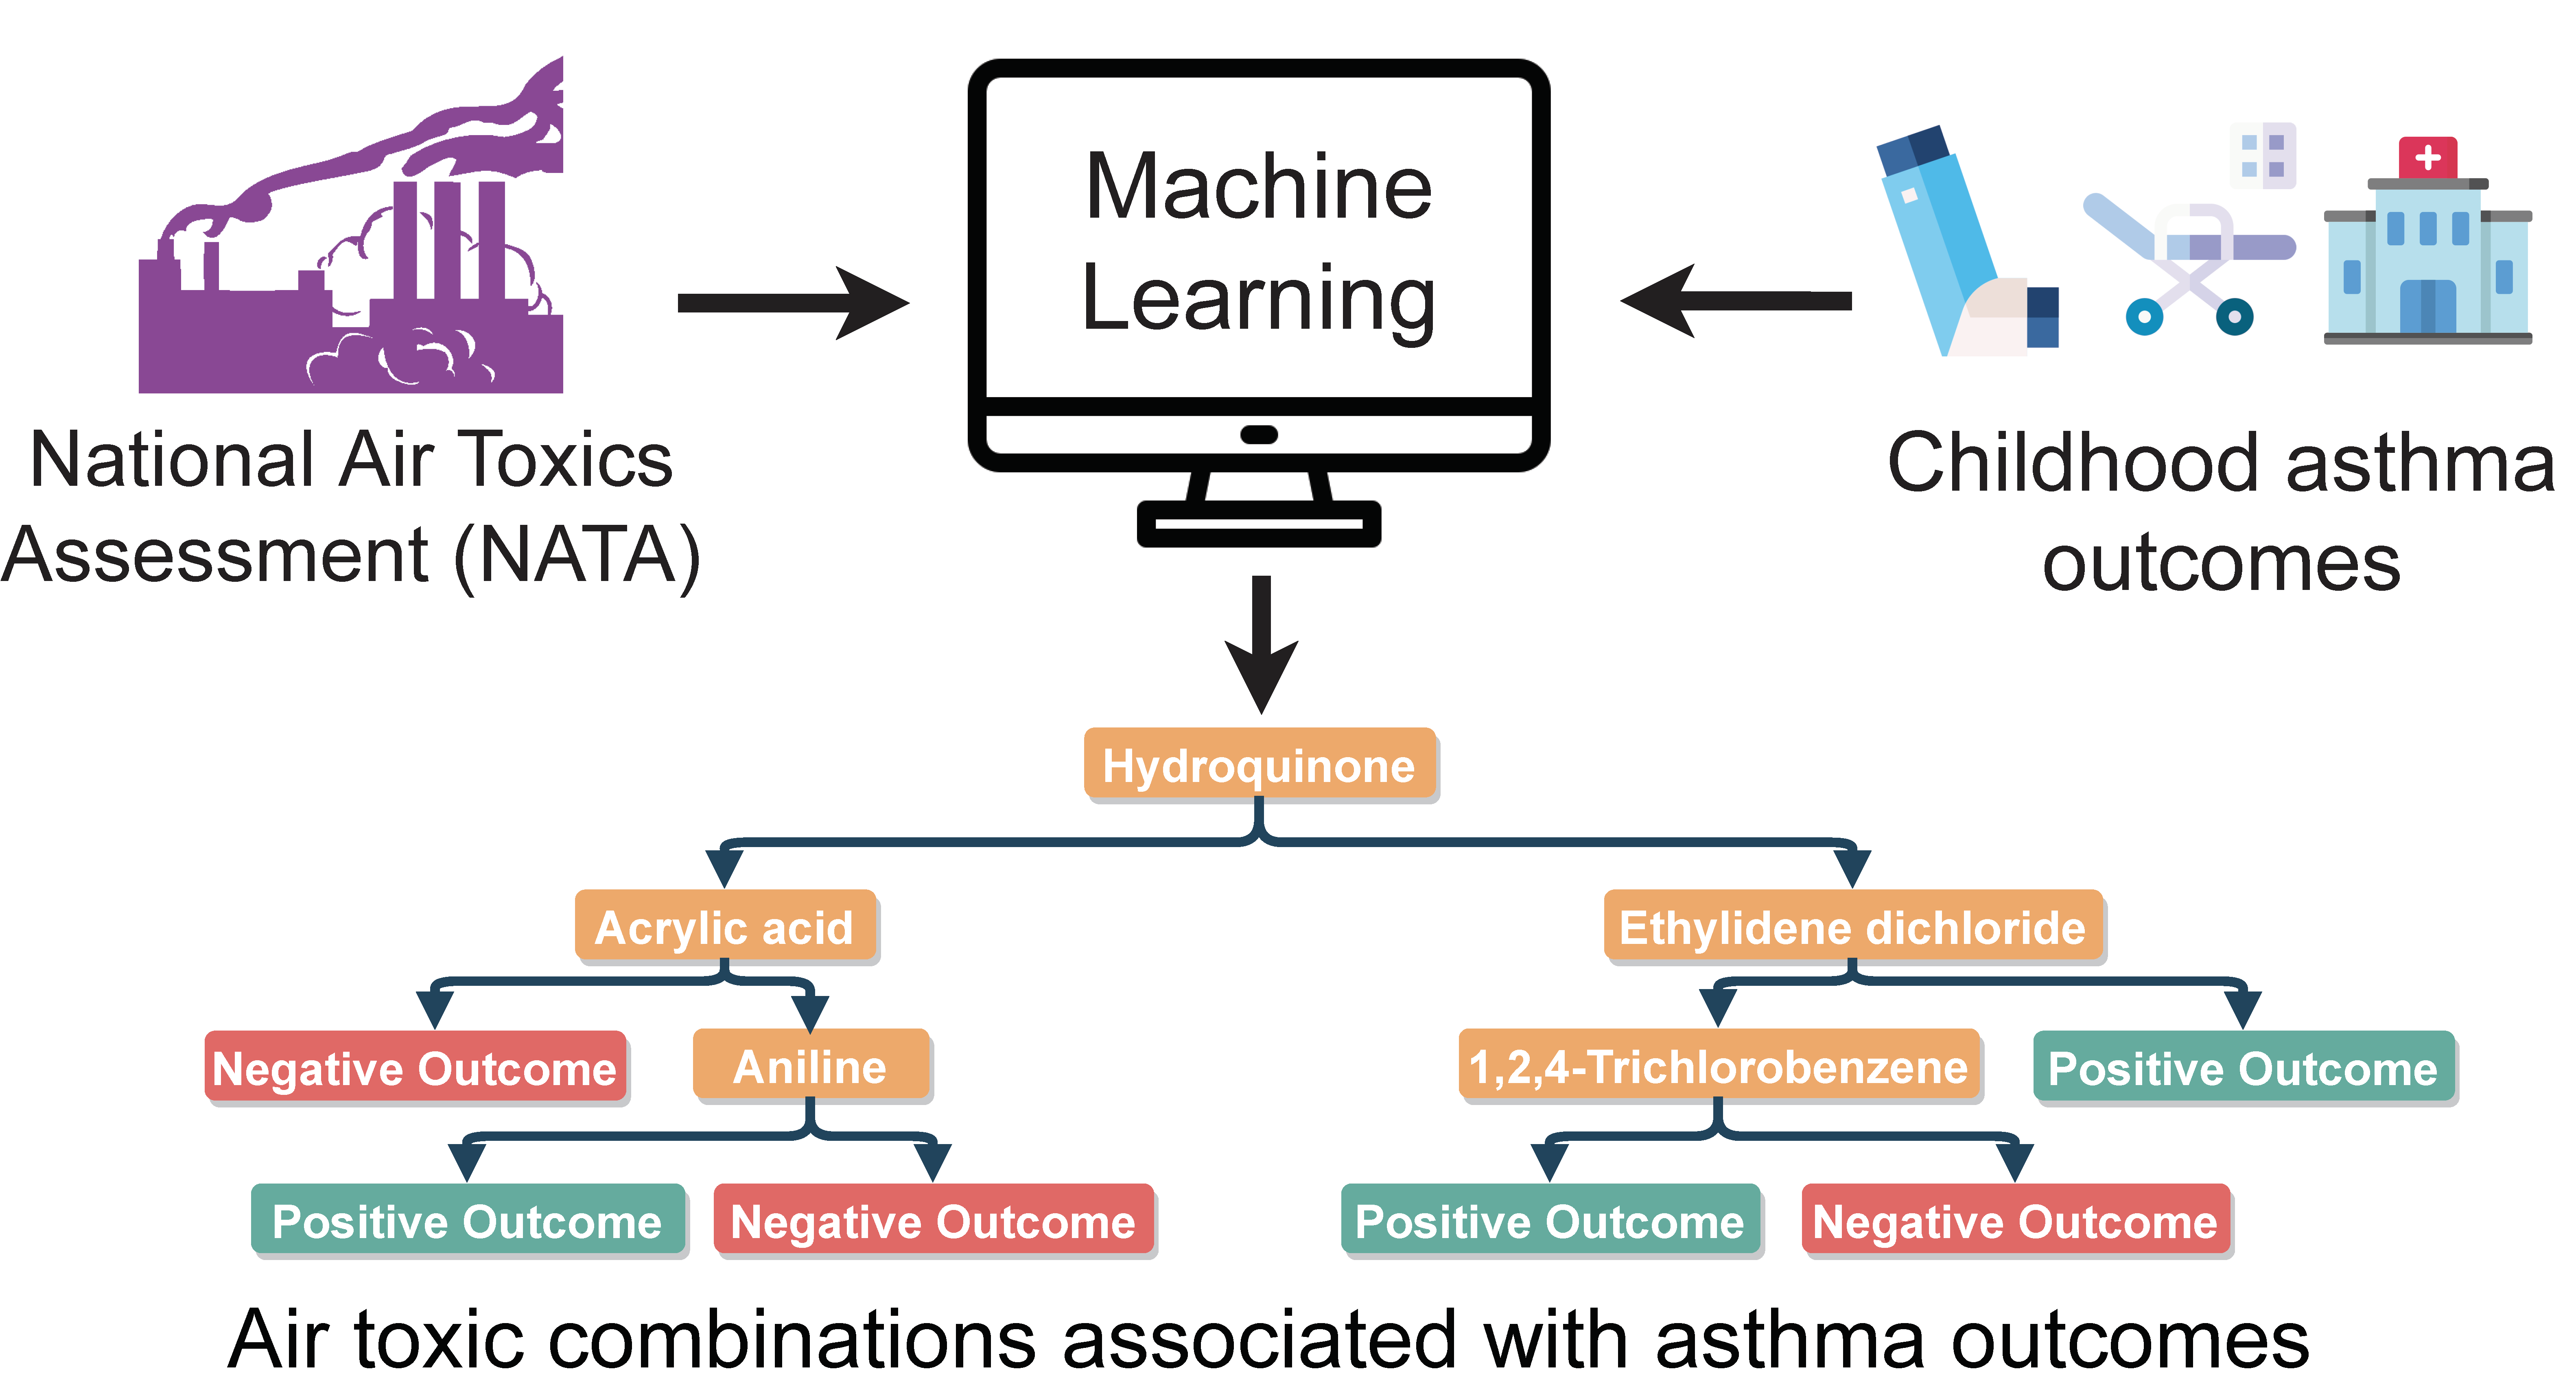 Machine
Learning
National Air Toxics
Assessment (NATA)
Childhood asthma
outcomes
Hydroquinone
Acrylic acid
Ethylidene dichloride
Negative Outcome
Aniline
1,2,4-Trichlorobenzene
Positive Outcome
Positive Outcome
Negative Outcome
Positive Outcome
Negative Outcome
Air toxic combinations associated with asthma outcomes